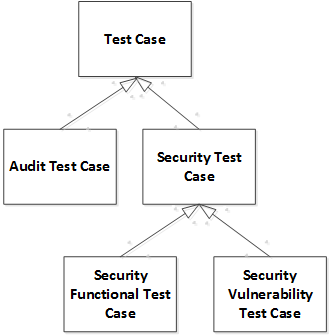 Test Case
Audit Test Case
Security Test
Case
Security
Functional Test
Case
Security
Vulnerability
Test Case